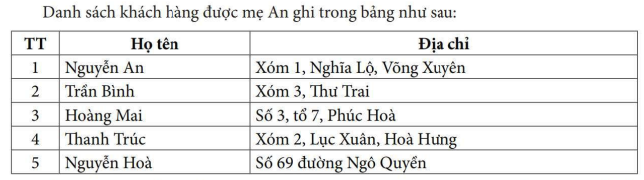 Danh sách khách hàng được mẹ An ghi trong bảng như sau:
TT Họ tên Địa chỉ
1 Nguyễn An Xóm 1, Nghĩa Lộ, Võng Xuyên
2 Trần Bình Xóm 3, Thư Trai
3 Hoàng Mai Số 3, tổ 7, Phúc Hoà
4 Thanh Trúc Xóm 2, Lục Xuân, Hoà Hưng
5 Nguyễn Hoà Số 69 đường Ngô Quyền